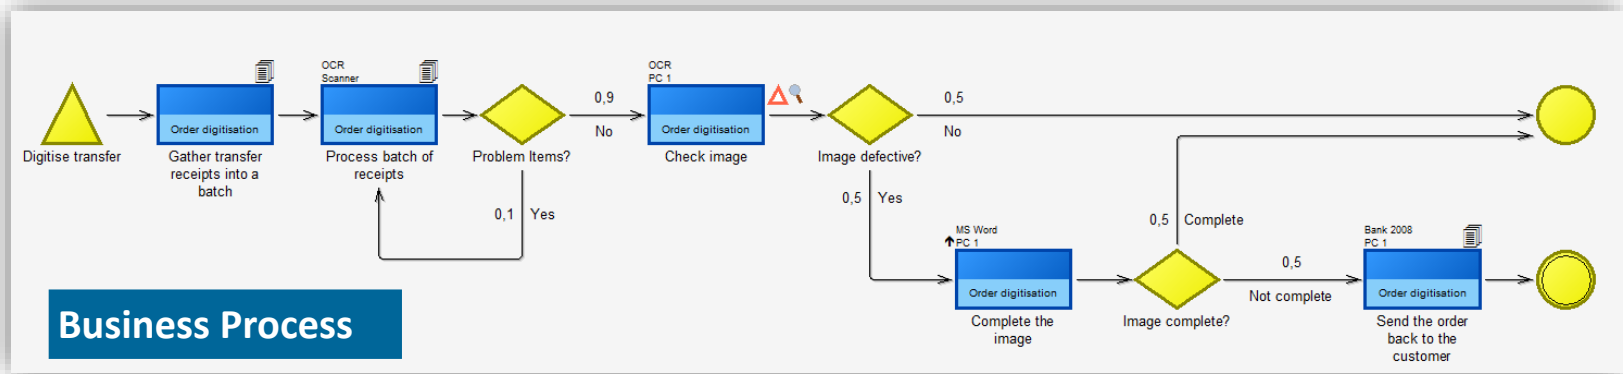 Digitise transfer
Order digitisation
Gather transfer
receipts into a
batch
OCR
Scanner
Order digitisation
Process batch of
receipts
Problem Items?
0,1
Yes
0,9
No
OCR
PC 1
Order digitisation
Check image
Image defective?
0,5
No
0,5
Yes
MS Word
PC 1
Order digitisation
Complete the
image
Image complete?
0,5
Complete
0,5
Not complete
Bank 2008
PC 1
Order digitisation
Send the order
back to the
customer
Business Process